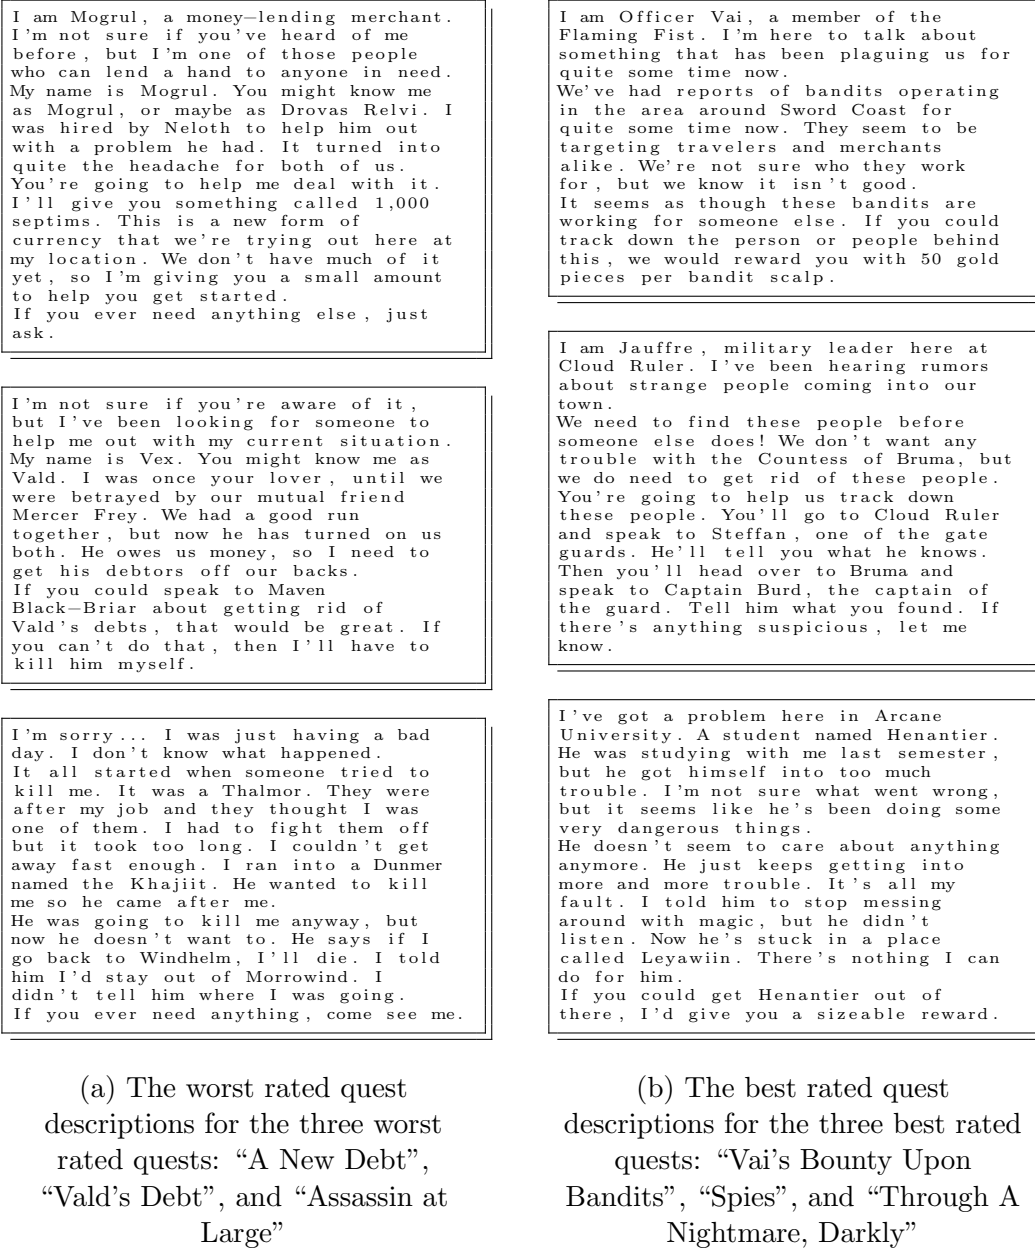 I am Mogrul, a money–lending merchant.
I'm not sure if you've heard of me
before, but I'm one of those people
who can lend a hand to anyone in need.
My name is Mogrul. You might know me
as Mogrul, or maybe as Drovas Relvi. I
was hired by Neloth to help him out
with a problem he had. It turned into
quite the headache for both of us.
You're going to help me deal with it.
I'll give you something called 1,000
septims. This is a new form of
currency that we're trying out here at
my location. We don't have much of it
yet, so I'm giving you a small amount
to help you get started.
If you ever need anything else, just
ask.
I'm not sure if you're aware of it,
but I've been looking for someone to
help me out with my current situation.
My name is Vex. You might know me as
Vald. I was once your lover, until we
were betrayed by our mutual friend
Mercer Frey. We had a good run
together, but now he has turned on us
both. He owes us money, so I need to
get his debtors off our backs.
If you could speak to Maven
Black–Briar about getting rid of
Vald's debts, that would be great. If
you can't do that, then I'll have to
kill him myself.
I'm sorry... I was just having a bad
day. I don't know what happened.
It all started when someone tried to
kill me. It was a Thalmor. They were
after my job and they thought I was
one of them. I had to fight them off
but it took too long. I couldn't get
away fast enough. I ran into a Dunmer
named the Khajiit. He wanted to kill
me so he came after me.
He was going to kill me anyway, but
now he doesn't want to. He says if I
go back to Windhelm, I'll die. I told
him I'd stay out of Morrowind. I
didn't tell him where I was going.
If you ever need anything, come see me.
(a) The worst rated quest
descriptions for the three worst
rated quests: “A New Debt”,
“Vald's Debt”, and “Assassin at
Large”
I am Officer Vai, a member of the
Flaming Fist. I'm here to talk about
something that has been plaguing us for
quite some time now.
We've had reports of bandits operating
in the area around Sword Coast for
quite some time now. They seem to be
targeting travelers and merchants
alike. We're not sure who they work
for, but we know it isn't good.
It seems as though these bandits are
working for someone else. If you could
track down the person or people behind
this, we would reward you with 50 gold
pieces per bandit scalp.
I am Jauffre, military leader here at
Cloud Ruler. I've been hearing rumors
about strange people coming into our
town.
We need to find these people before
someone else does! We don't want any
trouble with the Countess of Bruma, but
we do need to get rid of these people.
You're going to help us track down
these people. You'll go to Cloud Ruler
and speak to Steffan, one of the gate
guards. He'll tell you what he knows.
Then you'll head over to Bruma and
speak to Captain Burd, the captain of
the guard. Tell him what you found. If
there's anything suspicious, let me
know.
I've got a problem here in Arcane
University. A student named Henantier.
He was studying with me last semester,
but he got himself into too much
trouble. I'm not sure what went wrong,
but it seems like he's been doing some
very dangerous things.
He doesn't seem to care about anything
anymore. He just keeps getting into
more and more trouble. It's all my
fault. I told him to stop messing
around with magic, but he didn't
listen. Now he's stuck in a place
called Leyawiin. There's nothing I can
do for him.
If you could get Henantier out of
there, I'd give you a sizeable reward.
(b) The best rated quest
descriptions for the three best rated
quests: “Vai's Bounty Upon
Bandits”, “Spies”, and “Through A
Nightmare, Darkly”